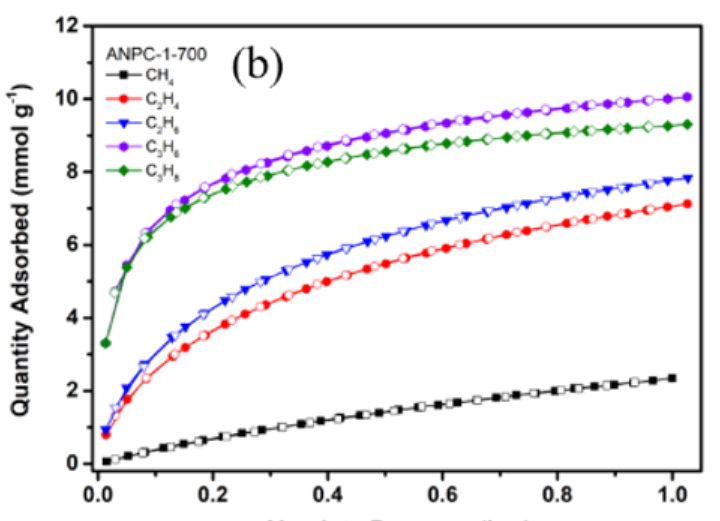 12
10
8
6
4
2
0
Quantity Adsorbed (mmol g⁻¹)
ANPC-1-700
(b)
CH₄
C₂H₄
C₂H₆
C₃H₆
C₃H₈
0.0 0.2 0.4 0.6 0.8 1.0